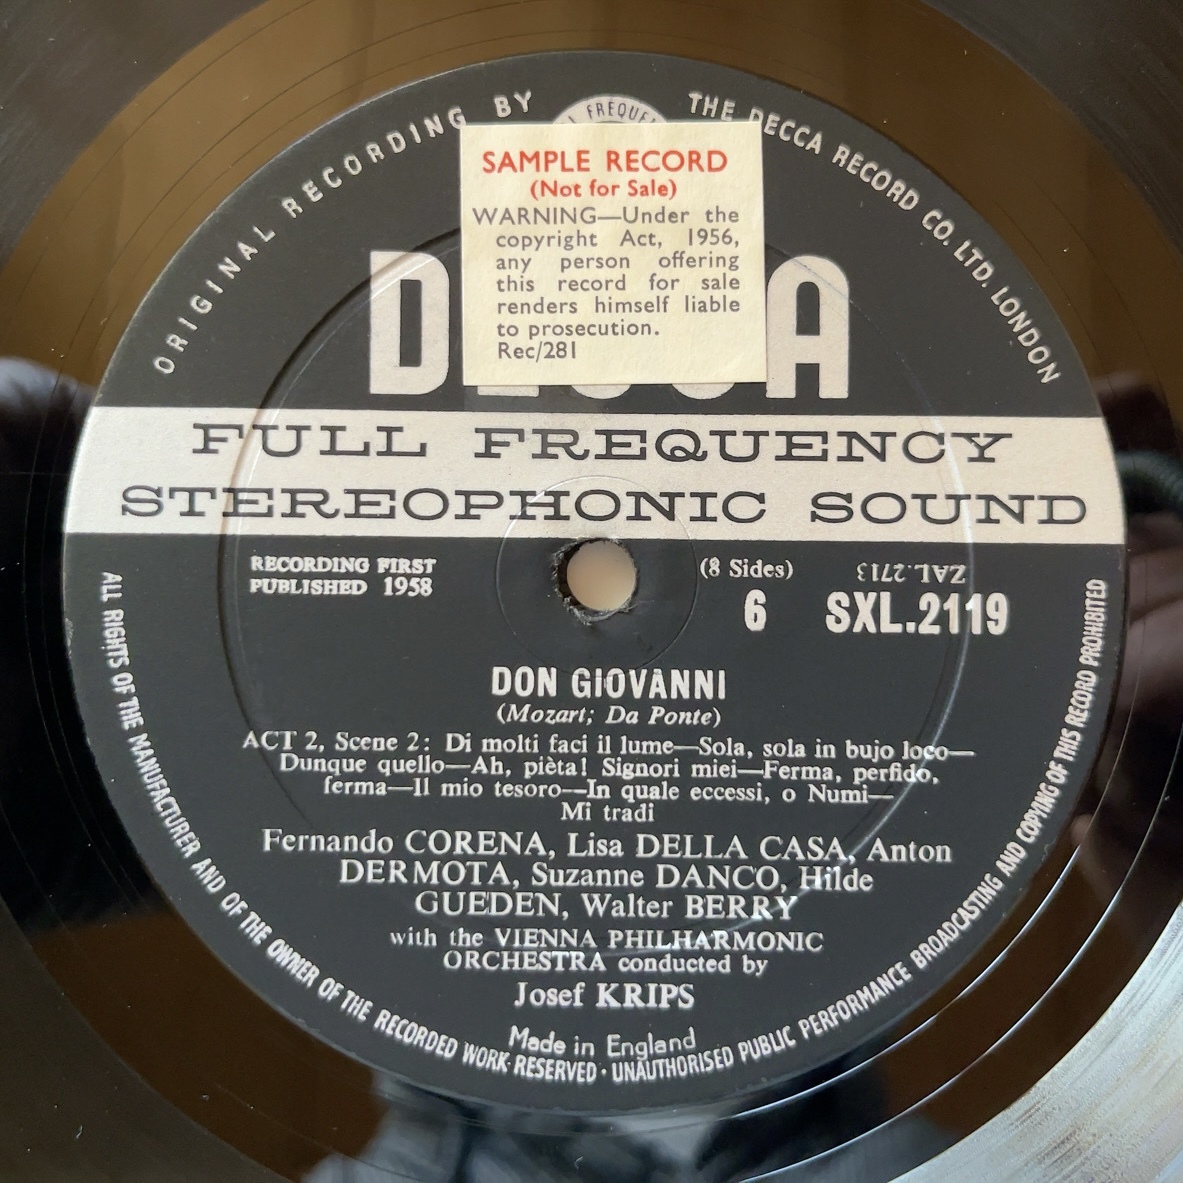 ORIGINAL RECORDING BY THE DECCA RECORD CO. LTD. LONDON
SAMPLE RECORD
(Not for Sale)
WARNING—Under the
copyright Act, 1956,
any person offering
this record for sale
renders himself liable
to prosecution.
Rec/281
FULL FREQUENCY
STEREOPHONIC SOUND
RECORDING FIRST
PUBLISHED 1958
(8 Sides)
ZAL.2713
6 SXL.2119
DON GIOVANNI
(Mozart; Da Ponte)
ACT 2, Scene 2: Di molti faci il lume—Sola, sola in bujo loco—
Dunque quello—Ah, pièta! Signori miei—Ferma, perfido,
ferma—Il mio tesoro—In quale eccessi, o Numi—
Mi tradi
Fernando CORENA, Lisa DELLA CASA, Anton
DERMOTA, Suzanne DANCO, Hilde
GUEDEN, Walter BERRY
with the VIENNA PHILHARMONIC
ORCHESTRA conducted by
Josef KRIPS
Made in England
ALL RIGHTS OF THE MANUFACTURER AND OF THE OWNER OF THE RECORDED WORK RESERVED · UNAUTHORISED PUBLIC PERFORMANCE BROADCASTING AND COPYING OF THIS RECORD PROHIBITED